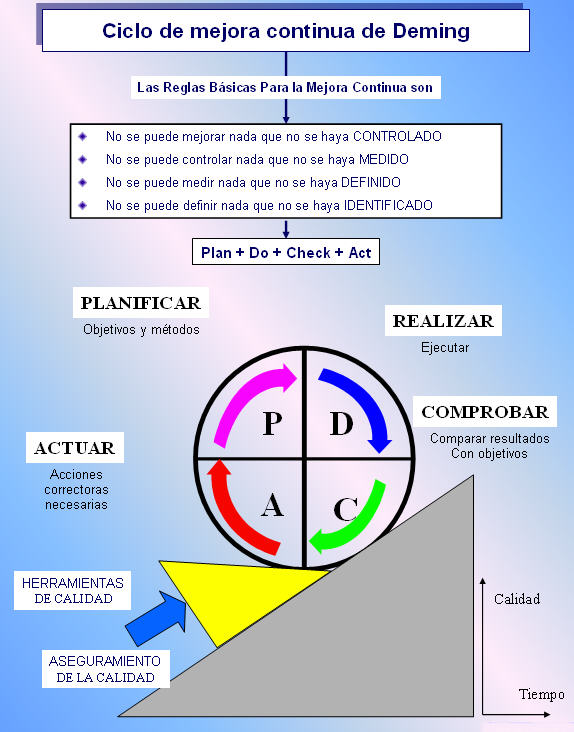 Ciclo de mejora continua de Deming
Las Reglas Básicas Para la Mejora Continua son
No se puede mejorar nada que no se haya CONTROLADO
No se puede controlar nada que no se haya MEDIDO
No se puede medir nada que no se haya DEFINIDO
No se puede definir nada que no se haya IDENTIFICADO
Plan + Do + Check + Act
PLANIFICAR
Objetivos y métodos
REALIZAR
Ejecutar
P
D
COMPROBAR
Comparar resultados
Con objetivos
ACTUAR
Acciones
correctoras
necesarias
A
C
HERRAMIENTAS
DE CALIDAD
ASEGURAMIENTO
DE LA CALIDAD
Calidad
Tiempo